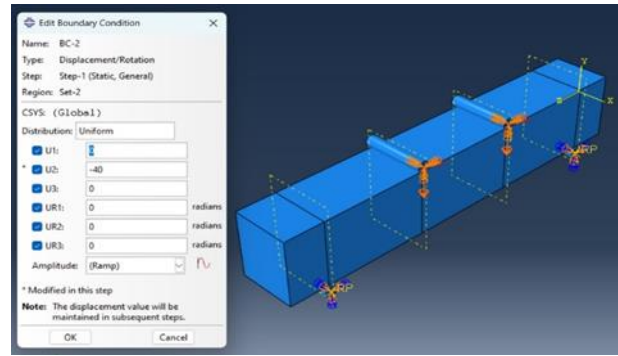 Edit Boundary Condition
Name: BC-2
Type: Displacement/Rotation
Step: Step-1 (Static, General)
Region: Set-2
CSYS: (Global)
Distribution: Uniform
U1: 0
* U2: -40
U3: 0
UR1: 0 radians
UR2: 0 radians
UR3: 0 radians
Amplitude: (Ramp)
* Modified in this step
Note: The displacement value will be
maintained in subsequent steps.
OK Cancel
Y
Z X
RP
RP